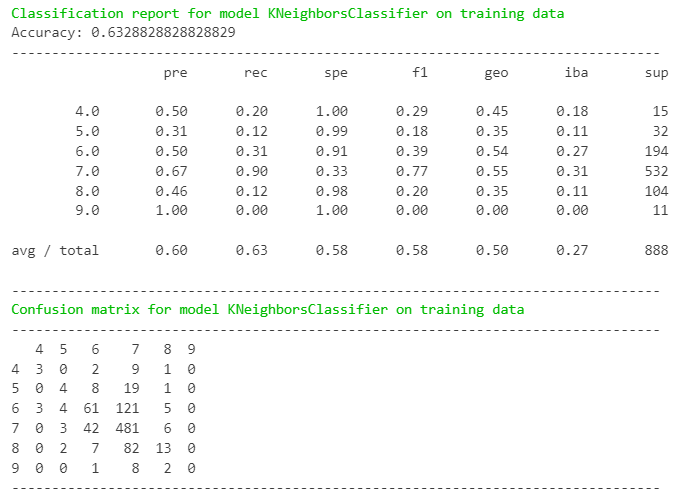 Classification report for model KNeighborsClassifier on training data
Accuracy: 0.6328828828828829
--------------------------------------------------------------------------------
pre rec spe f1 geo iba sup
4.0 0.50 0.20 1.00 0.29 0.45 0.18 15
5.0 0.31 0.12 0.99 0.18 0.35 0.11 32
6.0 0.50 0.31 0.91 0.39 0.54 0.27 194
7.0 0.67 0.90 0.33 0.77 0.55 0.31 532
8.0 0.46 0.12 0.98 0.20 0.35 0.11 104
9.0 1.00 0.00 1.00 0.00 0.00 0.00 11
avg / total 0.60 0.63 0.58 0.58 0.50 0.27 888
--------------------------------------------------------------------------------
Confusion matrix for model KNeighborsClassifier on training data
--------------------------------------------------------------------------------
4 5 6 7 8 9
4 3 0 2 9 1 0
5 0 4 8 19 1 0
6 3 4 61 121 5 0
7 0 3 42 481 6 0
8 0 2 7 82 13 0
9 0 0 1 8 2 0
--------------------------------------------------------------------------------